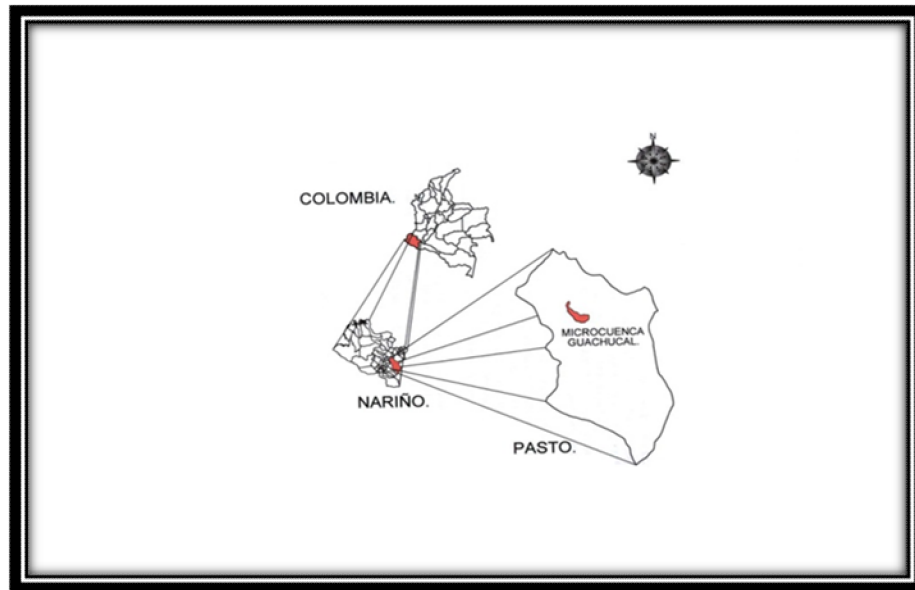 N
COLOMBIA.
MICROCUENCA
GUACHUCAL.
NARIÑO.
PASTO.